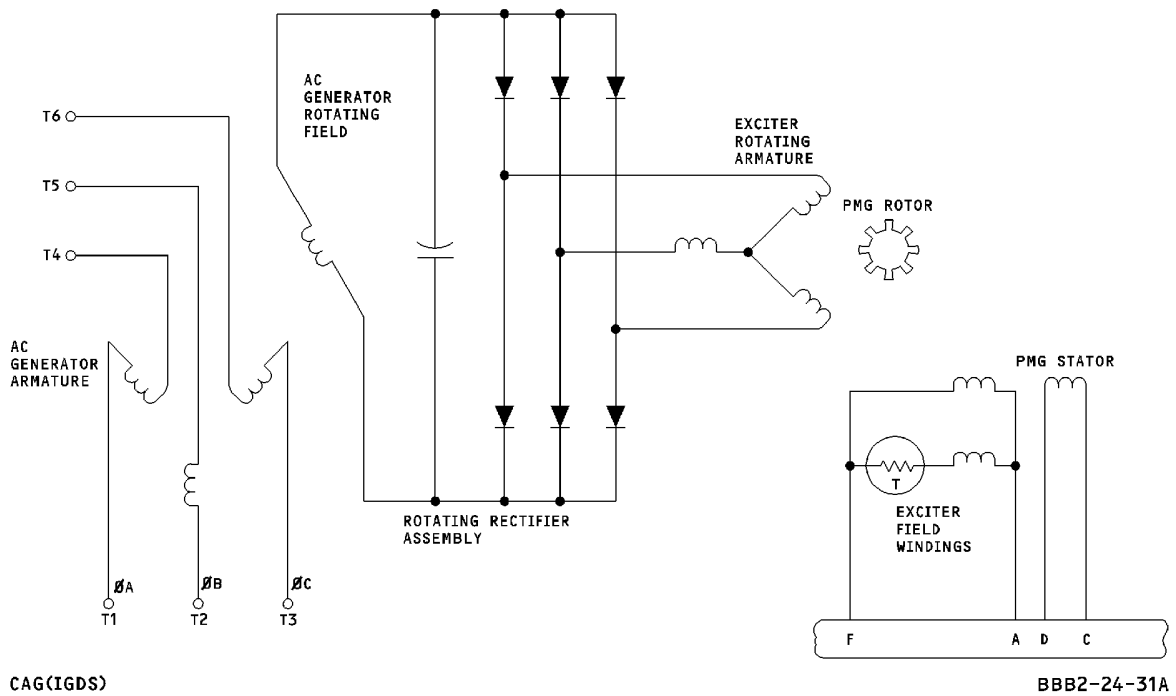 AC
GENERATOR
ROTATING
FIELD
T6
T5
T4
EXCITER
ROTATING
ARMATURE
PMG ROTOR
AC
GENERATOR
ARMATURE
PMG STATOR
T
EXCITER
FIELD
WINDINGS
ROTATING RECTIFIER
ASSEMBLY
ØA
ØB
ØC
T1
T2
T3
F
A
D
C
CAG(IGDS)
BBB2-24-31A